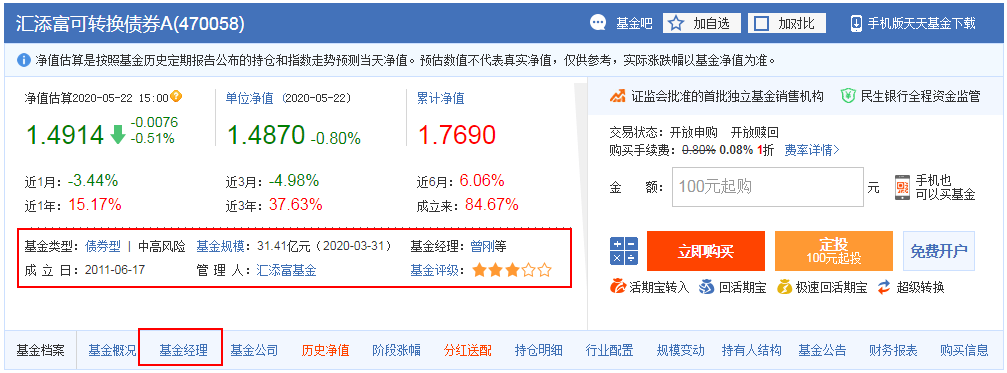 汇添富可转换债券A(470058) 基金吧 加自选 加对比 手机版天天基金下载
净值估算是按照基金历史定期报告公布的持仓和指数走势预测当天净值。预估数值不代表真实净值，仅供参考，实际涨跌幅以基金净值为准。
净值估算2020-05-22 15:00 单位净值 (2020-05-22) 累计净值
1.4914 -0.0076 -0.51% 1.4870 -0.80% 1.7690
近1月：-3.44% 近3月：-4.98% 近6月：6.06%
近1年：15.17% 近3年：37.63% 成立来：84.67%
基金类型：债券型 | 中高风险 基金规模：31.41亿元（2020-03-31） 基金经理：曾刚等
成 立 日：2011-06-17 管 理 人：汇添富基金 基金评级：
证监会批准的首批独立基金销售机构 民生银行全程资金监管
交易状态：开放申购 开放赎回
购买手续费：0.80% 0.08% 1折 费率详情>
金 额： 100元起购 元 手机也
可以买基金
立即购买 定投 免费开户
100元起投
活期宝转入 回活期宝 极速回活期宝 超级转换
基金档案 基金概况 基金经理 基金公司 历史净值 阶段涨幅 分红送配 持仓明细 行业配置 规模变动 持有人结构 基金公告 财务报表 购买信息